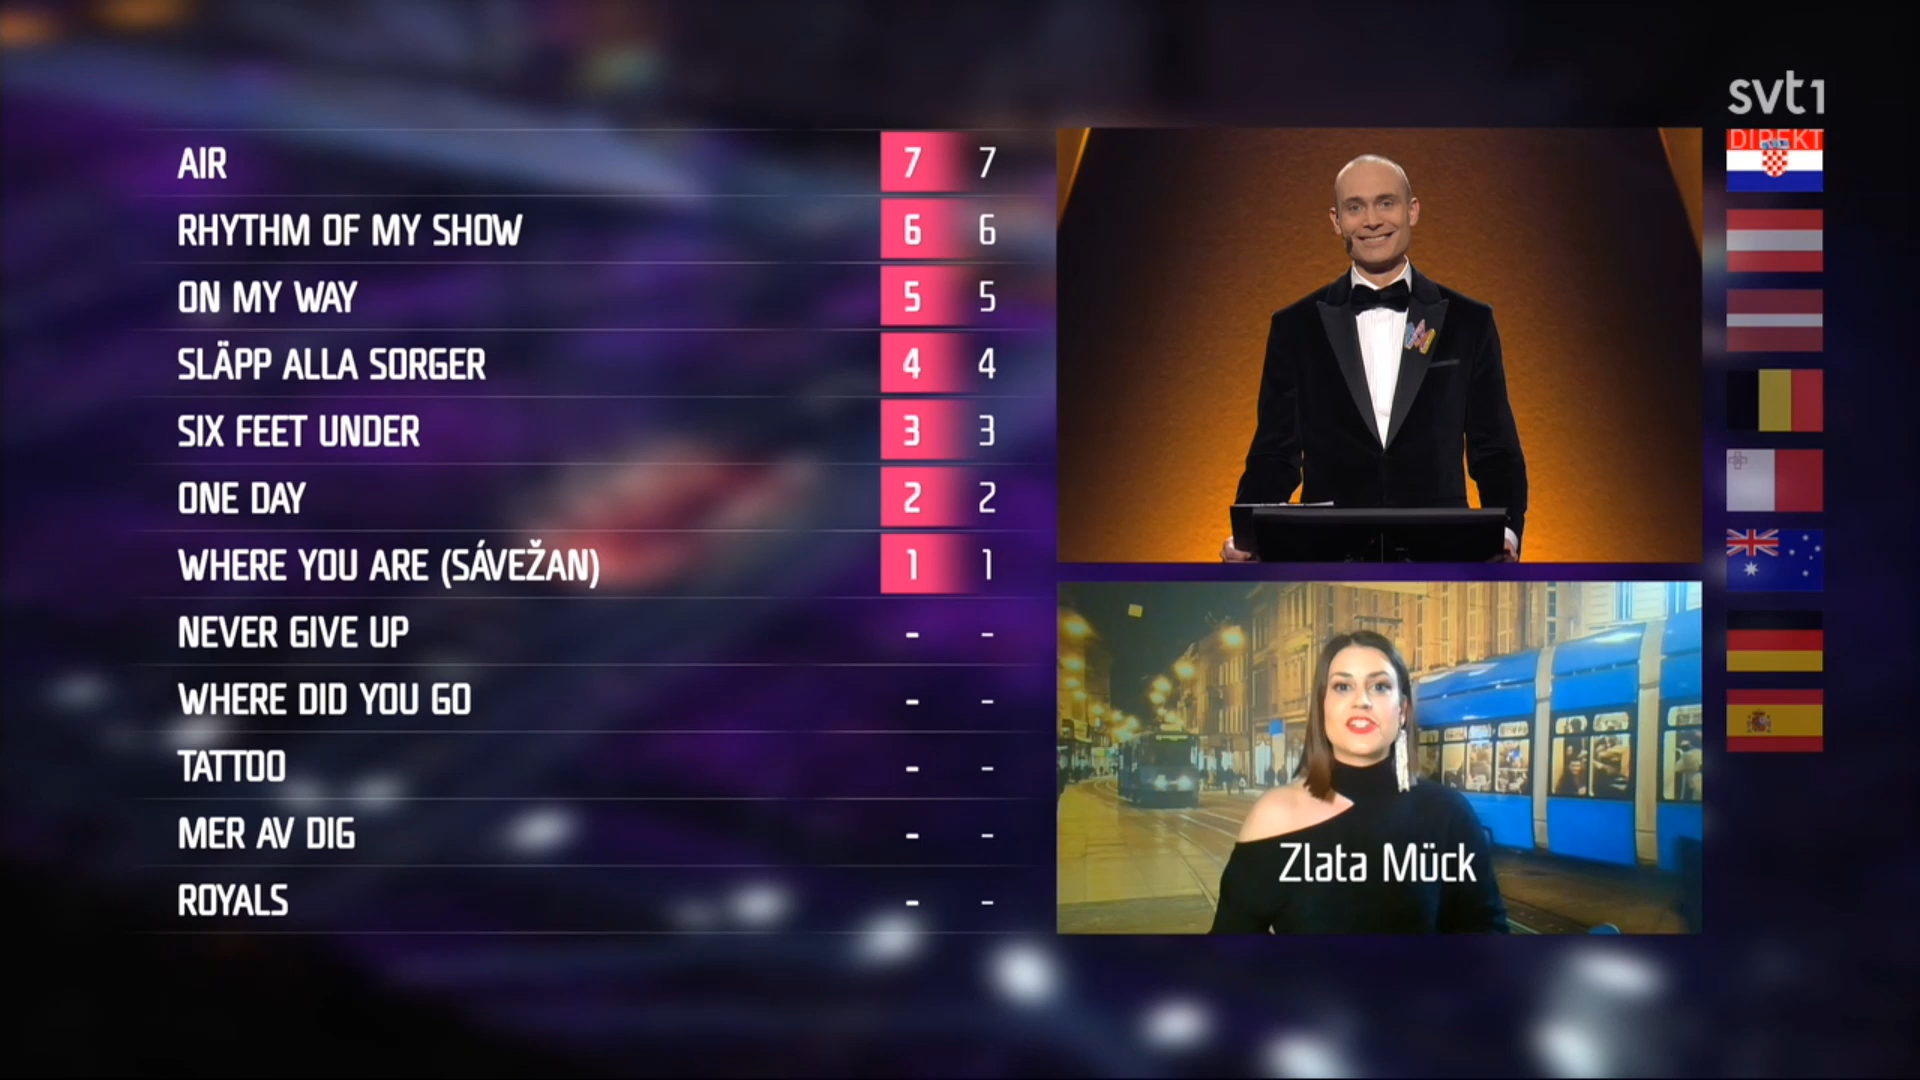 svt1
DIREKT
AIR 7 7
RHYTHM OF MY SHOW 6 6
ON MY WAY 5 5
SLÄPP ALLA SORGER 4 4
SIX FEET UNDER 3 3
ONE DAY 2 2
WHERE YOU ARE (SÁVEŽAN) 1 1
NEVER GIVE UP - -
WHERE DID YOU GO - -
TATTOO - -
MER AV DIG - -
ROYALS - -
Zlata Mück